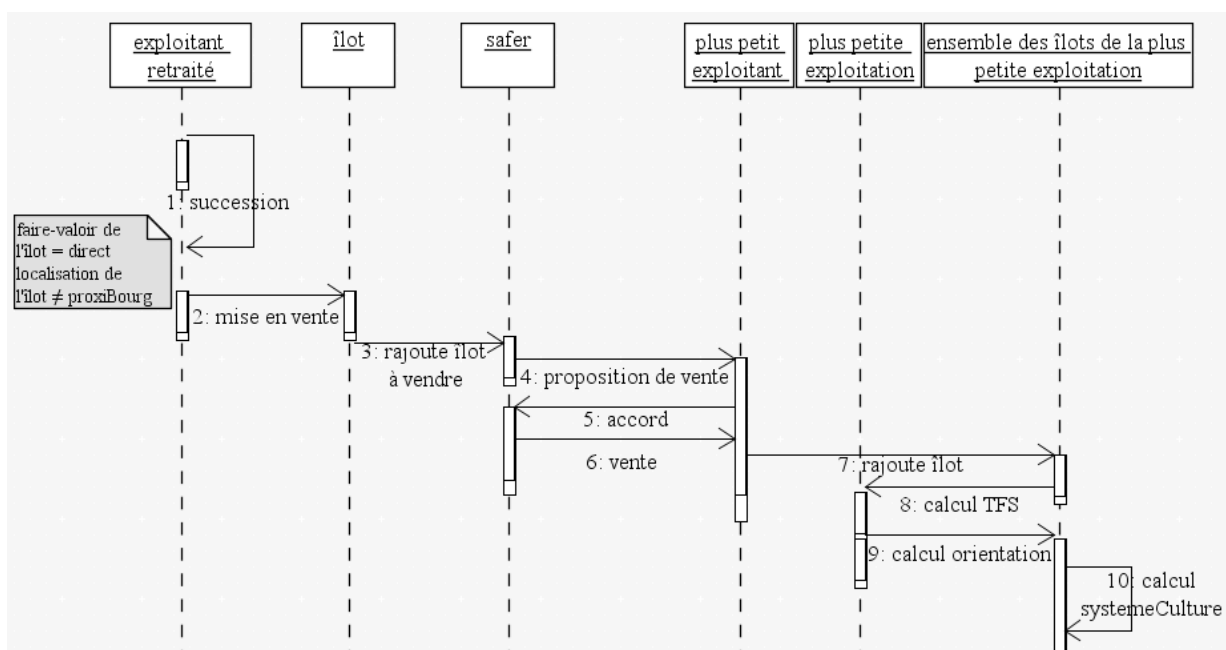 exploitant
retraité
îlot
safer
plus petit
exploitant
plus petite
exploitation
ensemble des îlots de la plus
petite exploitation
1: succession
faire-valoir de
l'îlot = direct
localisation de
l'îlot ≠ proxiBourg
2: mise en vente
3: rajoute îlot
à vendre
4: proposition de vente
5: accord
6: vente
7: rajoute îlot
8: calcul TFS
9: calcul orientation
10: calcul
systemeCulture